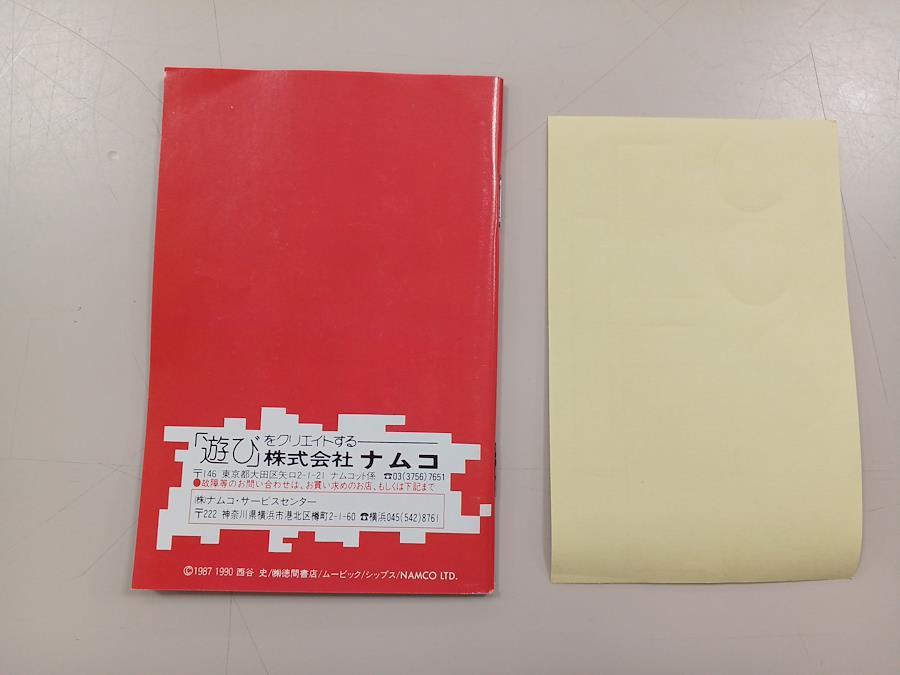 「遊び」をクリエイトする
株式会社 ナムコ
〒146 東京都大田区矢口2-1-21 ナムコット係 ☎03(3756)7651
●故障等のお問い合わせは、お買い求めのお店、もしくは下記まで
㈱ナムコ・サービスセンター
〒222 神奈川県横浜市港北区樽町2-1-60 ☎横浜045(542)8761
©1987 1990 西谷 史/㈱徳間書店/ムービック/シップス/NAMCO LTD.